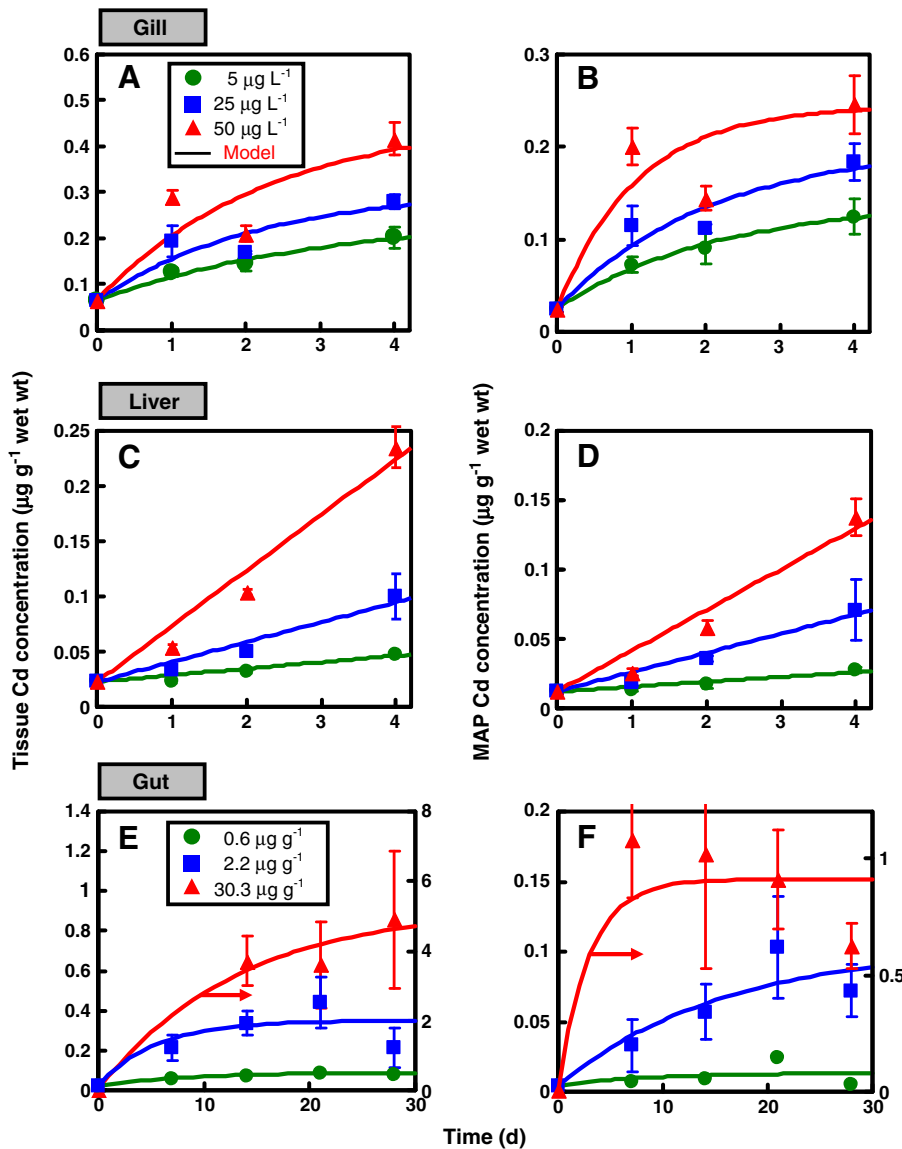 Gill
A
0.6
0.5
0.4
0.3
0.2
0.1
0
0 1 2 3 4
5 µg L-1
25 µg L-1
50 µg L-1
Model
B
0.3
0.2
0.1
0
0 1 2 3 4
Liver
C
0.25
0.2
0.15
0.1
0.05
0
0 1 2 3 4
D
0.2
0.15
0.1
0.05
0
0 1 2 3 4
Tissue Cd concentration (µg g-1 wet wt)
MAP Cd concentration (µg g-1 wet wt)
Gut
E
1.4
1.2
1
0.8
0.6
0.4
0.2
0
8
6
4
2
0
0 10 20 30
0.6 µg g-1
2.2 µg g-1
30.3 µg g-1
F
0.2
0.15
0.1
0.05
0
1
0.5
0
0 10 20 30
Time (d)